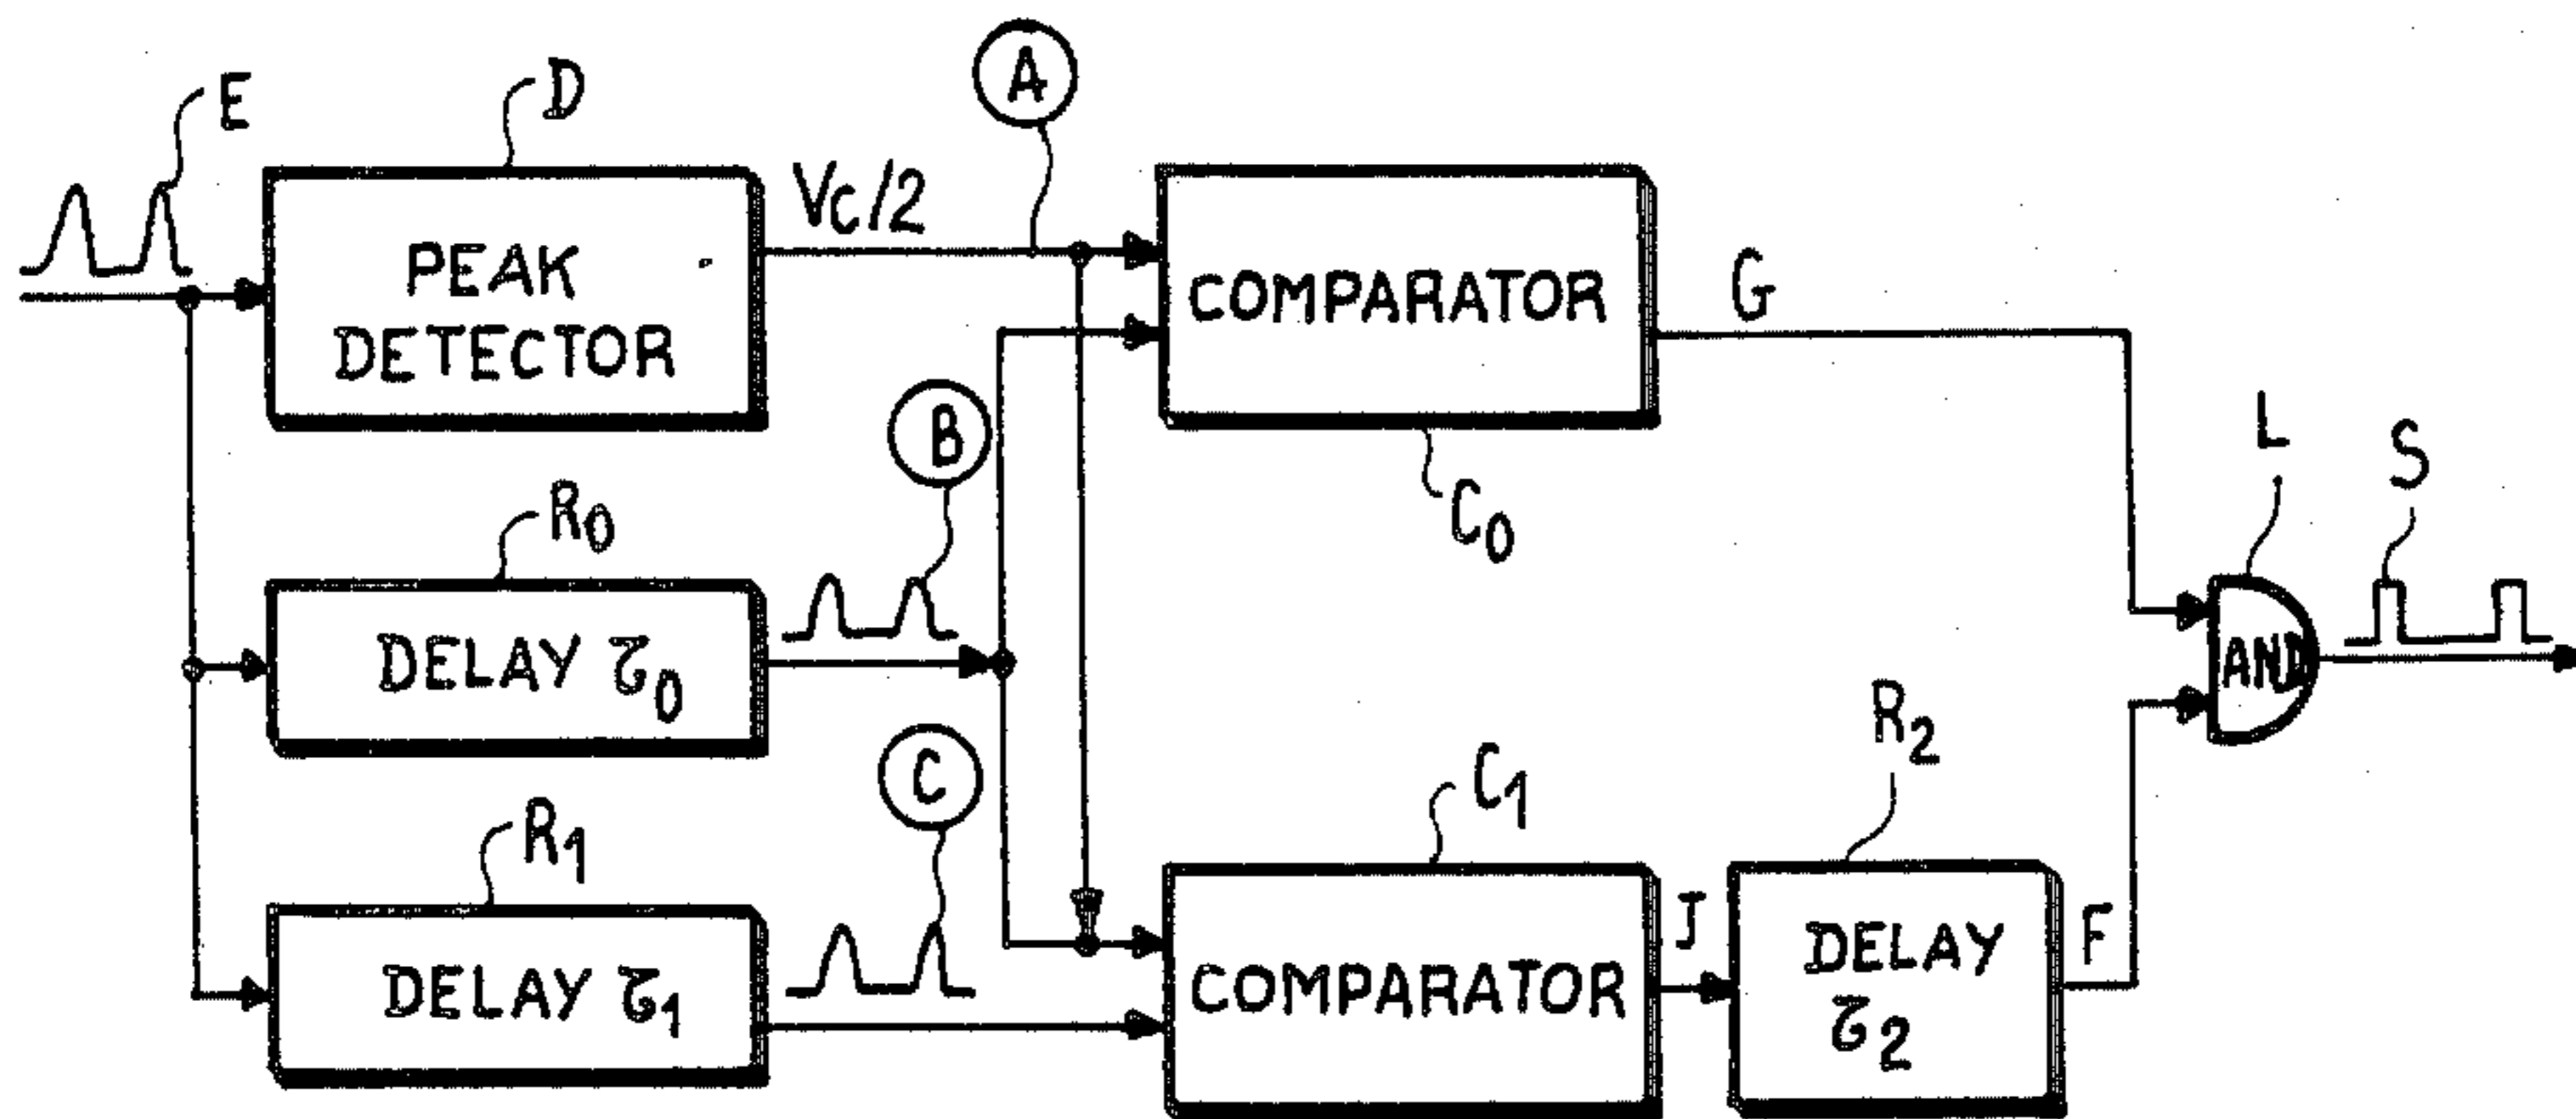 E
D
A
PEAK
DETECTOR
Vc/2
COMPARATOR
G
B
C0
L
S
R0
DELAY τ0
R1
C
DELAY τ1
C1
R2
COMPARATOR
J
DELAY
τ2
F
AND